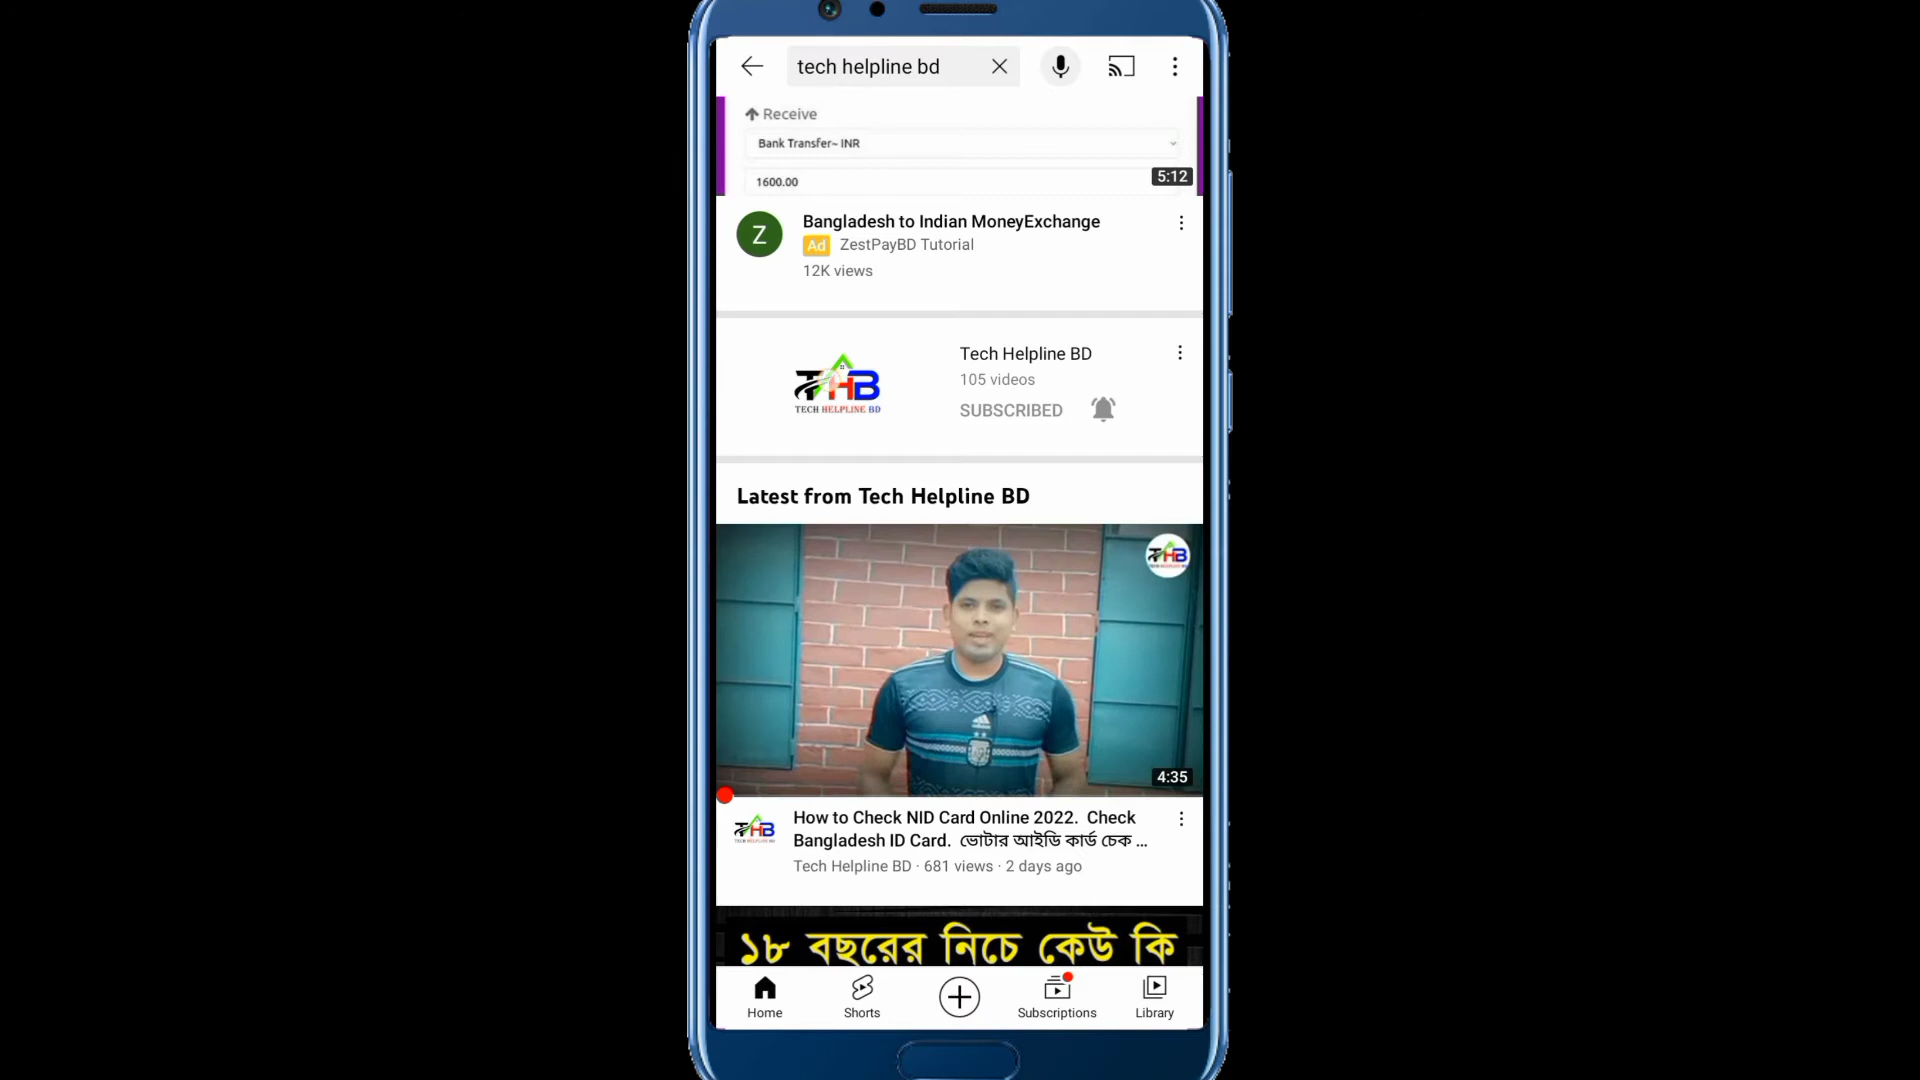 tech helpline bd
Receive
Bank Transfer~ INR
1600.00
5:12
Z
Bangladesh to Indian MoneyExchange
Ad ZestPayBD Tutorial
12K views
THB
TECH HELPLINE BD
Tech Helpline BD
105 videos
SUBSCRIBED
Latest from Tech Helpline BD
THB
4:35
THB
How to Check NID Card Online 2022. Check
Bangladesh ID Card. ভোটার আইডি কার্ড চেক ...
Tech Helpline BD · 681 views · 2 days ago
১৮ বছরের নিচে কেউ কি
Home Shorts Subscriptions Library